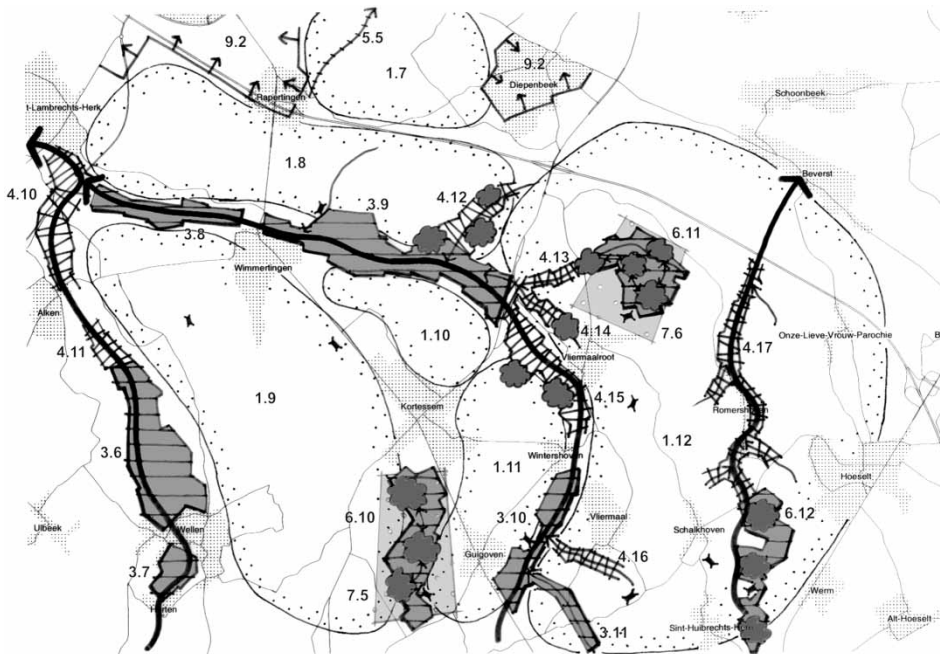 9.2
5.5
1.7
9.2
Diepenbeek
Rapertingen
Schoonbeek
t-Lambrechts-Herk
1.8
Beverst
4.10
4.12
3.9
3.8
6.11
4.13
Wimmertingen
Alken
4.14
7.6
1.10
Onze-Lieve-Vrouw-Parochie
B
4.11
Vliermaalroot
4.17
1.9
4.15
Kortessem
Romershoven
1.12
3.6
Wintershoven
1.11
Hoeselt
6.10
3.10
Vliermaal
6.12
Ulbeek
Wellen
Schalkhoven
Guigoven
4.16
3.7
7.5
Werm
Herten
3.11
Sint-Huibrechts-Hern
Alt-Hoeselt